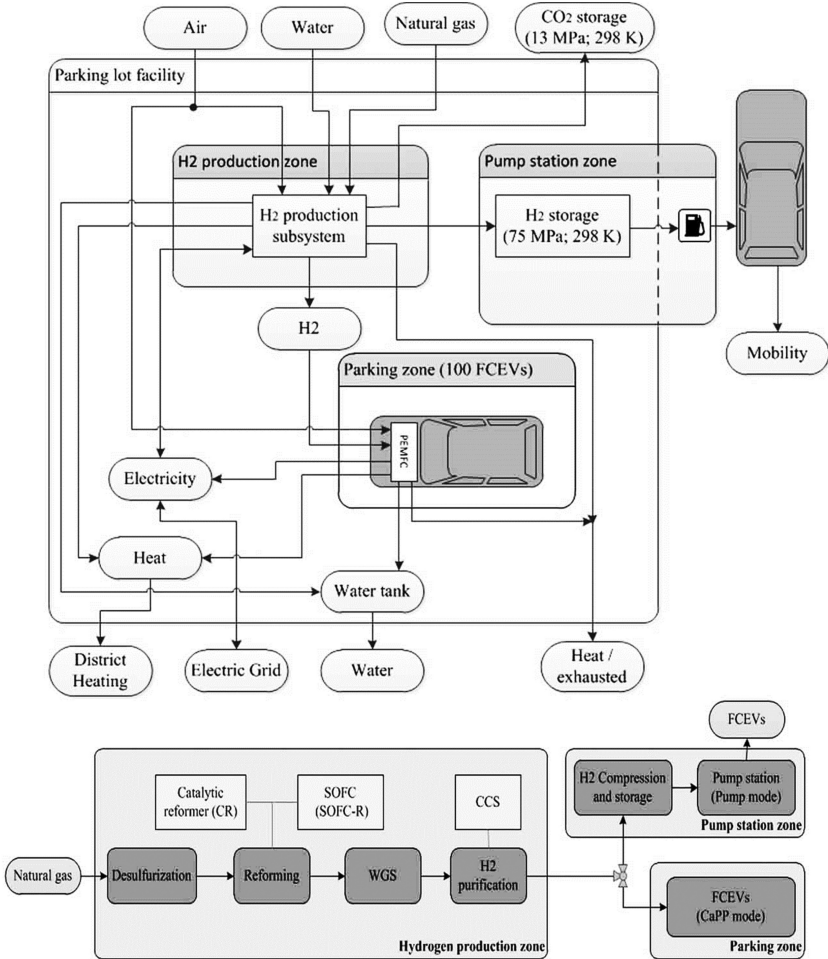 Air
Water
Natural gas
CO2 storage
(13 MPa; 298 K)
Parking lot facility
H2 production zone
Pump station zone
H2 production
subsystem
H2 storage
(75 MPa; 298 K)
H2
Mobility
Parking zone (100 FCEVs)
PEMFC
Electricity
Heat
Water tank
District
Heating
Electric Grid
Water
Heat /
exhausted
FCEVs
Catalytic
reformer (CR)
SOFC
(SOFC-R)
CCS
H2 Compression
and storage
Pump station
(Pump mode)
Pump station zone
Natural gas
Desulfurization
Reforming
WGS
H2
purification
FCEVs
(CaPP mode)
Hydrogen production zone
Parking zone